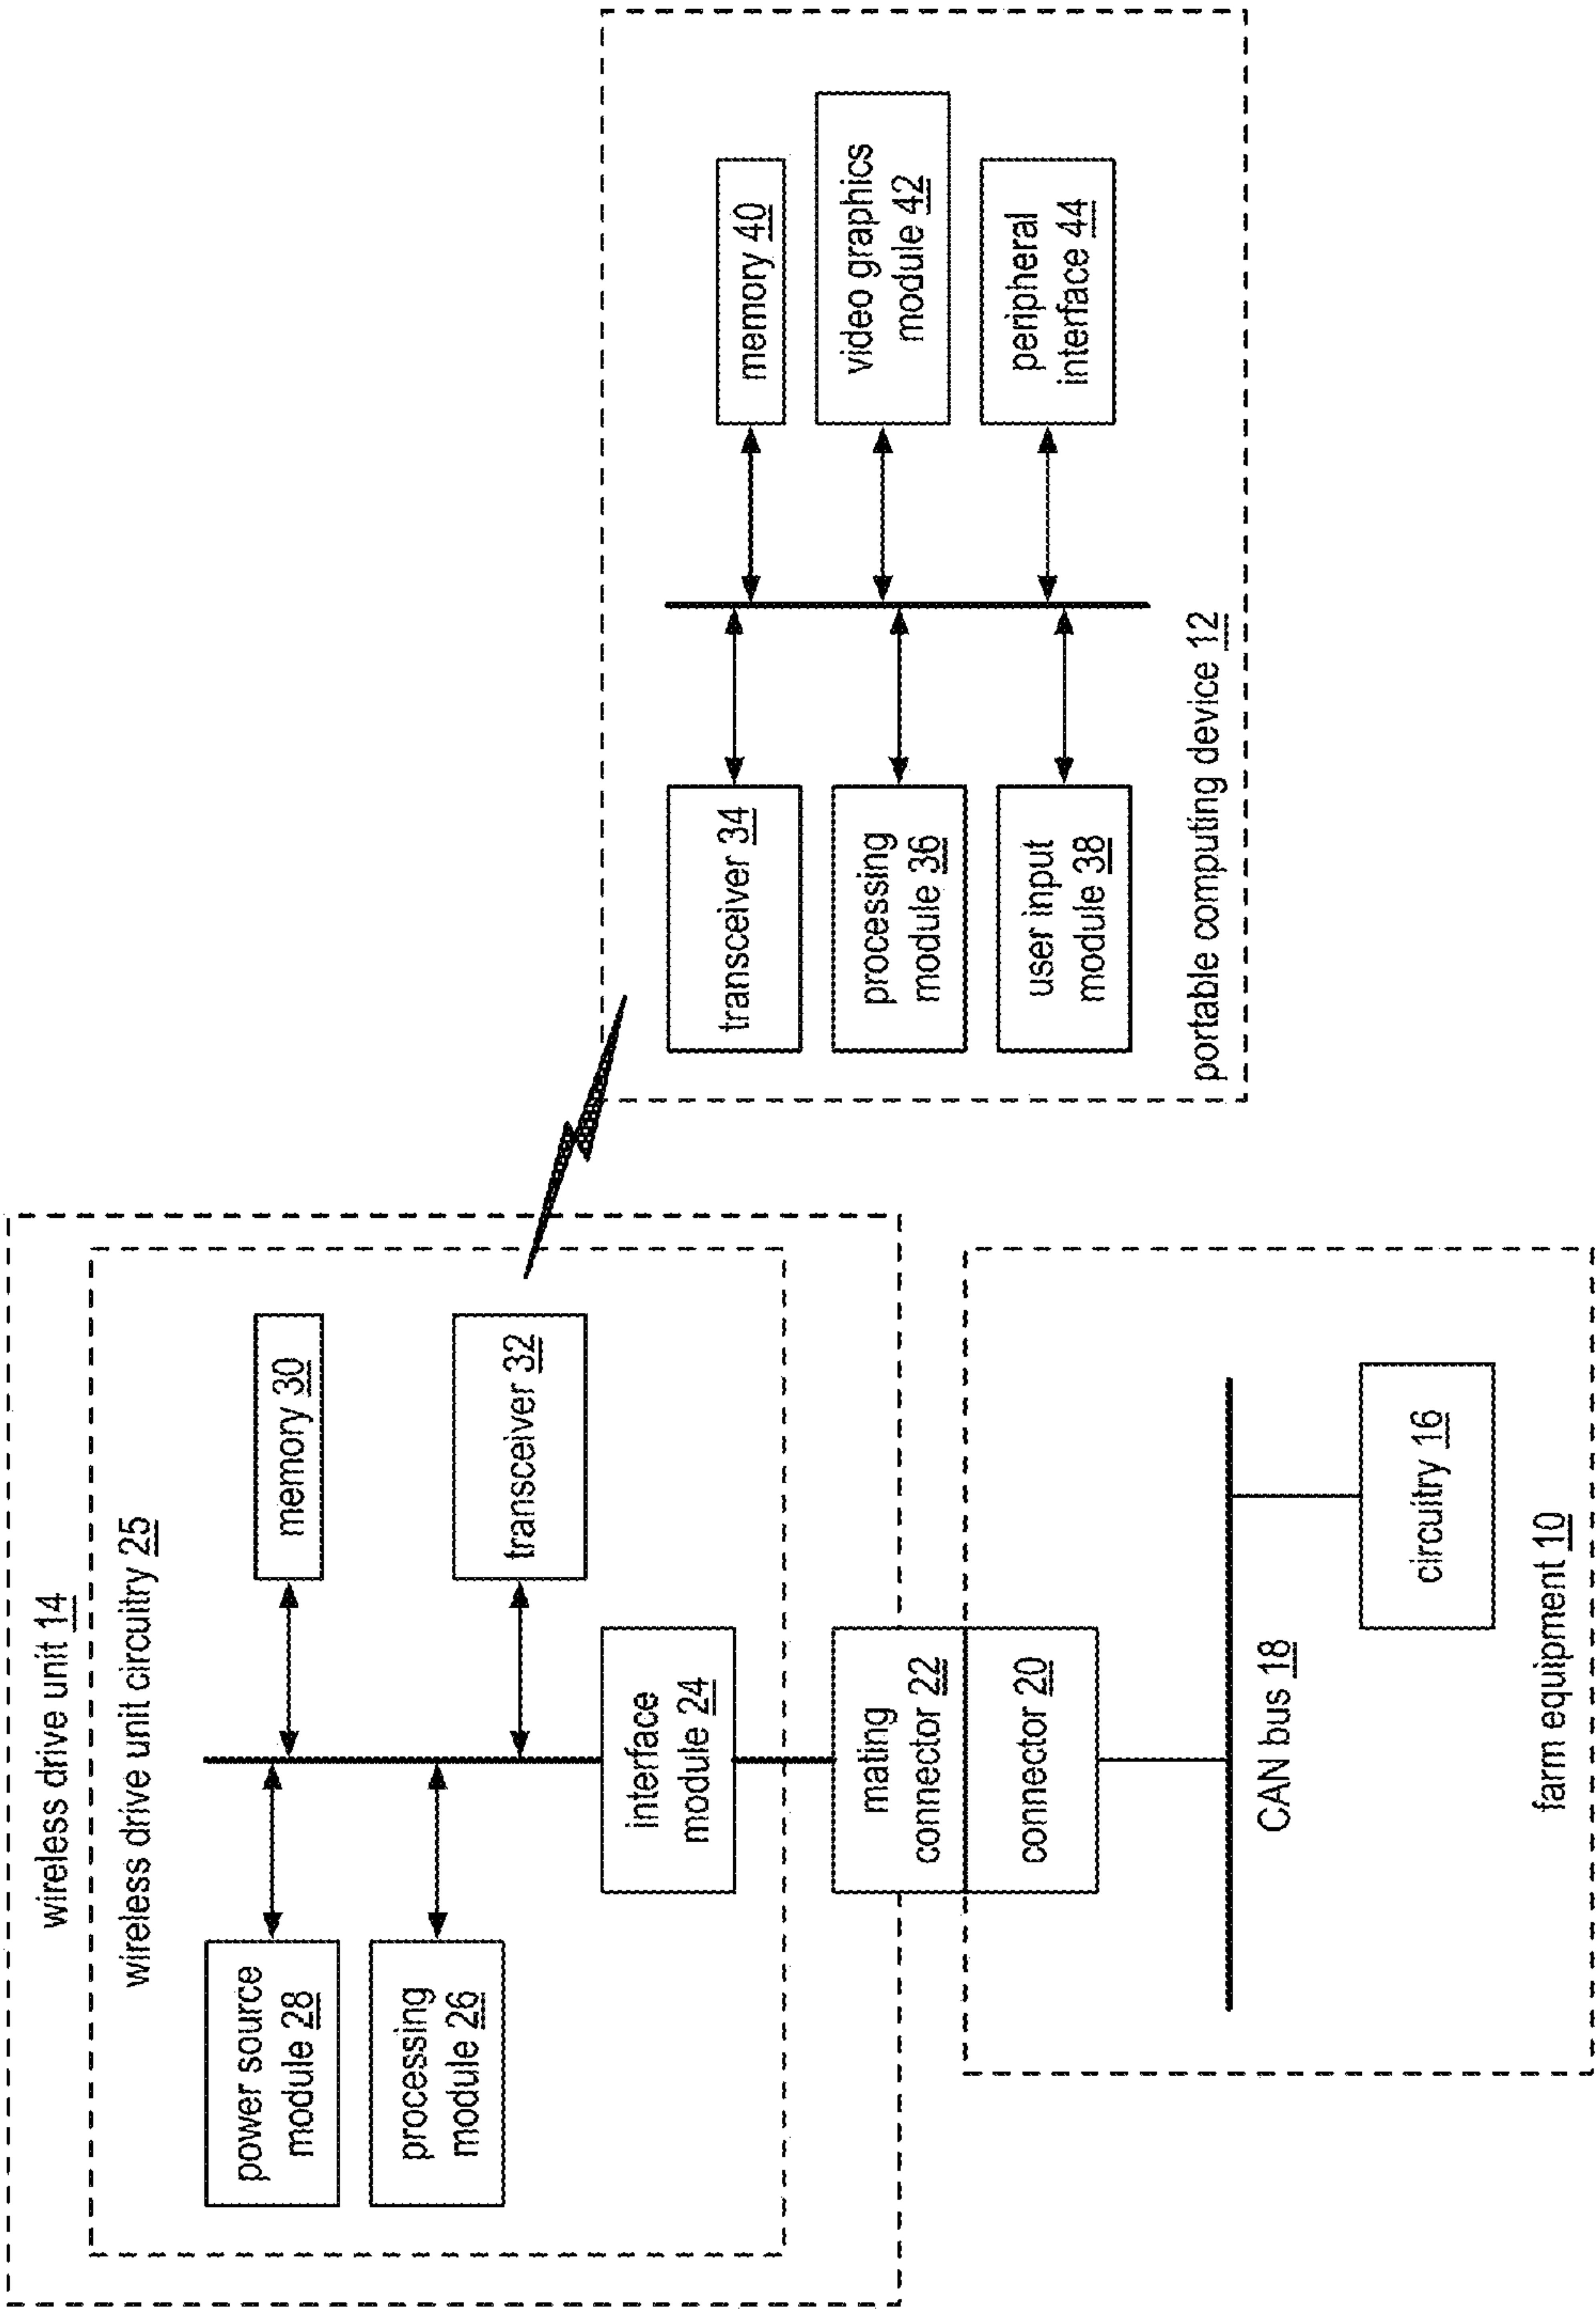 wireless drive unit 14
wireless drive unit circuitry 25
power source
module 28
memory 30
processing
module 26
transceiver 32
interface
module 24
mating
connector 22
connector 20
CAN bus 18
circuitry 16
farm equipment 10
transceiver 34
memory 40
processing
module 36
video graphics
module 42
user input
module 38
peripheral
interface 44
portable computing device 12